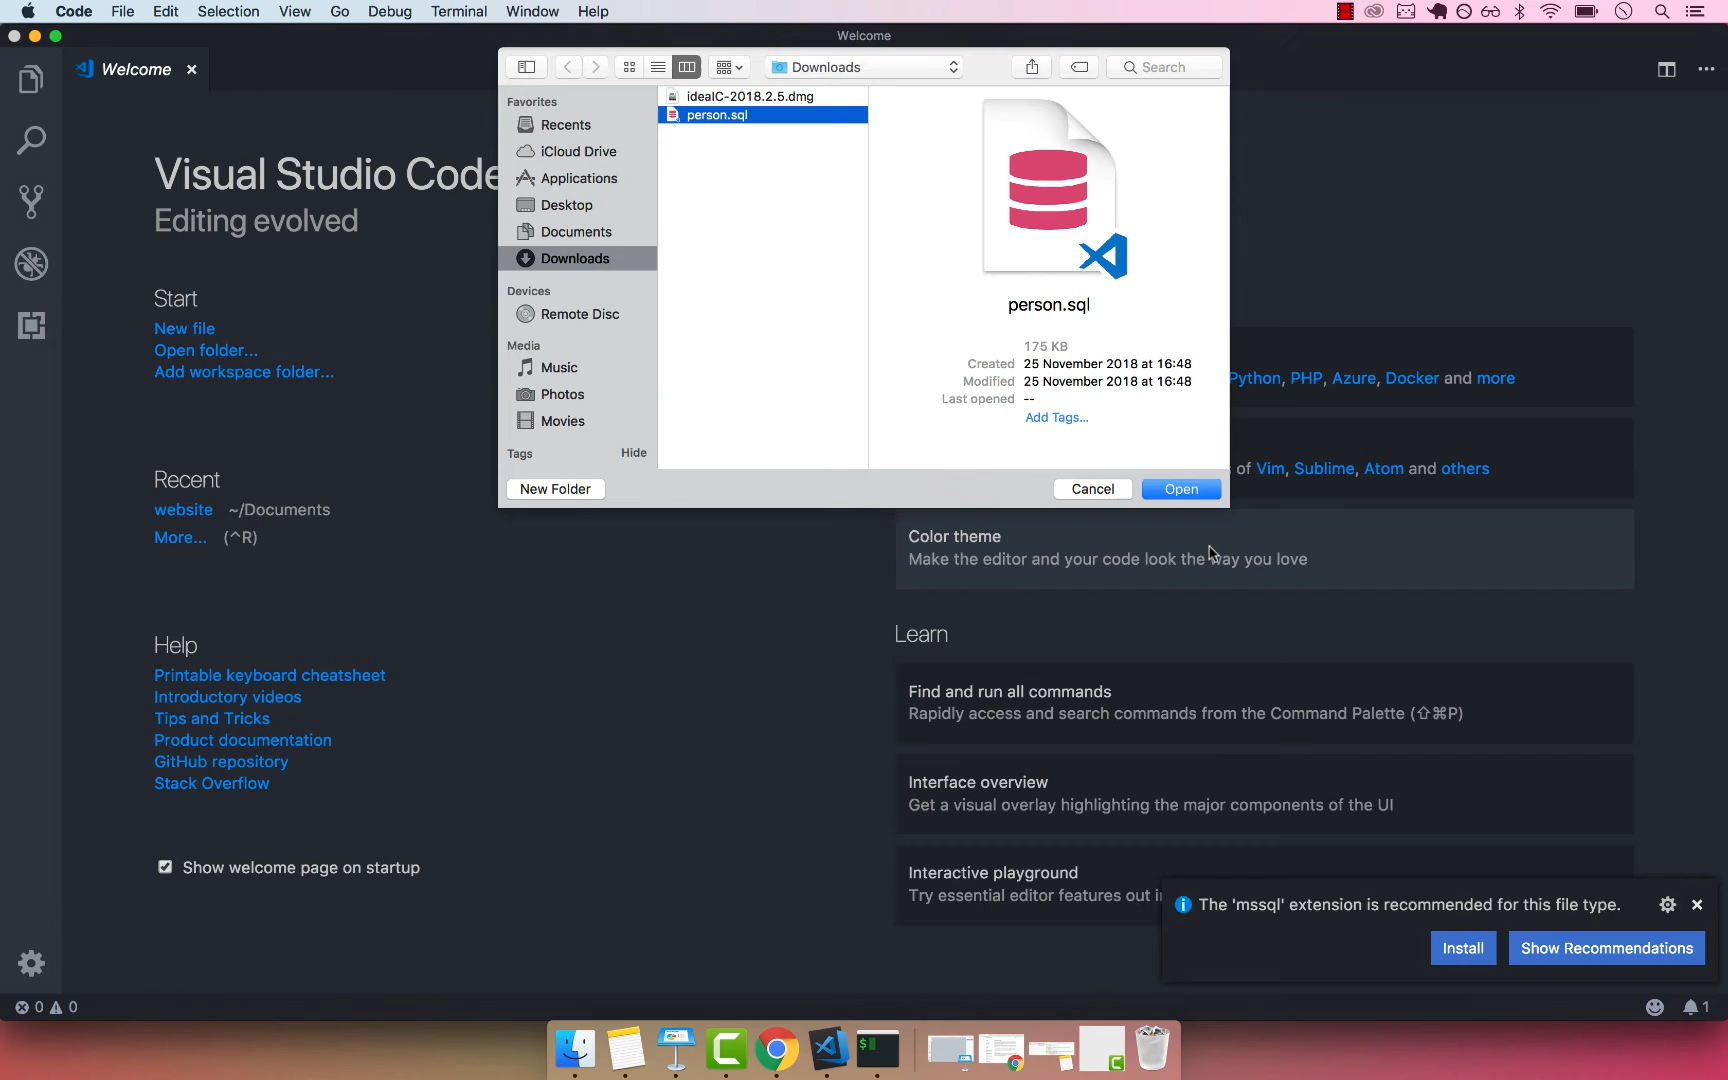 Code File Edit Selection View Go Debug Terminal Window Help
Welcome
Welcome
Downloads
Search
Favorites
Recents
iCloud Drive
Applications
Desktop
Documents
Downloads
Devices
Remote Disc
Media
Music
Photos
Movies
Tags Hide
ideaIC-2018.2.5.dmg
person.sql
person.sql
175 KB
Created 25 November 2018 at 16:48
Modified 25 November 2018 at 16:48
Last opened --
Add Tags...
New Folder Cancel Open
Visual Studio Code
Editing evolved
Start
New file
Open folder...
Add workspace folder...
Recent
website ~/Documents
More... (^R)
Help
Printable keyboard cheatsheet
Introductory videos
Tips and Tricks
Product documentation
GitHub repository
Stack Overflow
Show welcome page on startup
Python, PHP, Azure, Docker and more
of Vim, Sublime, Atom and others
Color theme
Make the editor and your code look the way you love
Learn
Find and run all commands
Rapidly access and search commands from the Command Palette (⇧⌘P)
Interface overview
Get a visual overlay highlighting the major components of the UI
Interactive playground
Try essential editor features out i
The 'mssql' extension is recommended for this file type.
Install Show Recommendations
0 0
1